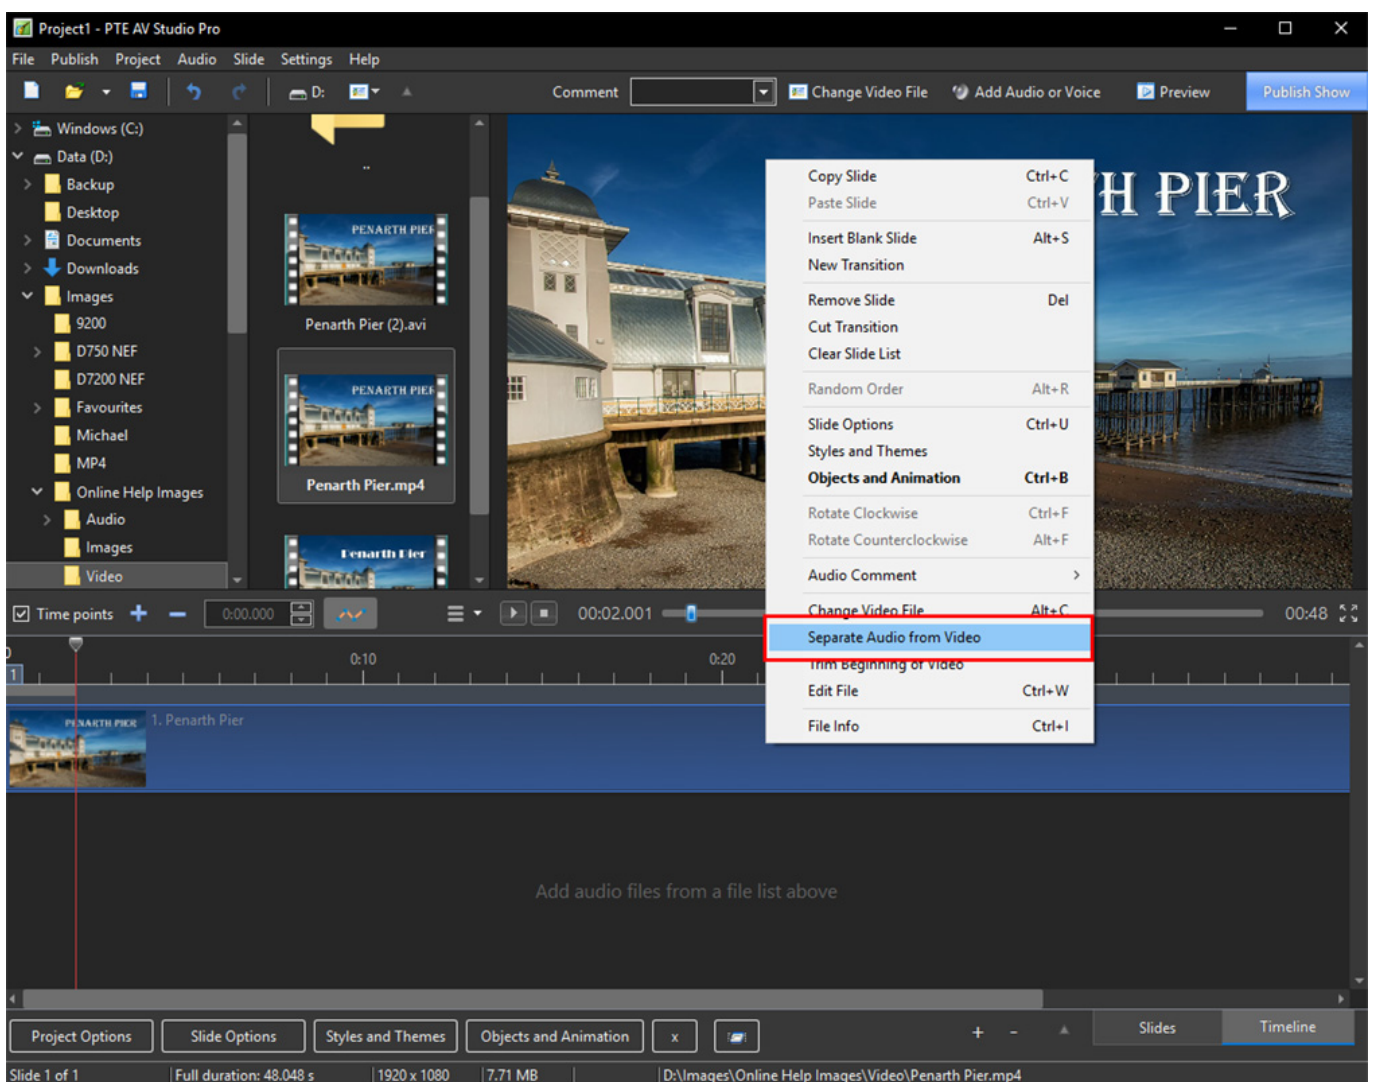 Project1 - PTE AV Studio Pro
File Publish Project Audio Slide Settings Help
D: Comment Change Video File Add Audio or Voice Preview Publish Show
Windows (C:)
Data (D:)
Backup
Desktop
Documents
Downloads
Images
9200
D750 NEF
D7200 NEF
Favourites
Michael
MP4
Online Help Images
Audio
Images
Video
..
PENARTH PIER
Penarth Pier (2).avi
PENARTH PIER
Penarth Pier.mp4
Penarth Pier
H PIER
Copy Slide Ctrl+C
Paste Slide Ctrl+V
Insert Blank Slide Alt+S
New Transition
Remove Slide Del
Cut Transition
Clear Slide List
Random Order Alt+R
Slide Options Ctrl+U
Styles and Themes
Objects and Animation Ctrl+B
Rotate Clockwise Ctrl+F
Rotate Counterclockwise Alt+F
Audio Comment
Change Video File Alt+C
Separate Audio from Video
Trim Beginning of Video
Edit File Ctrl+W
File Info Ctrl+I
Time points 0:00.000 00:02.001 00:48
0:10 0:20
1
PENARTH PIER 1. Penarth Pier
Add audio files from a file list above
Project Options Slide Options Styles and Themes Objects and Animation x + - Slides Timeline
Slide 1 of 1 Full duration: 48.048 s 1920 x 1080 7.71 MB D:\Images\Online Help Images\Video\Penarth Pier.mp4